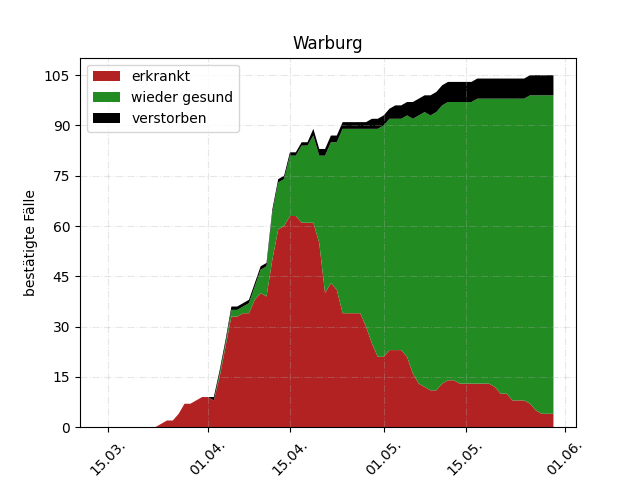 Warburg
erkrankt
wieder gesund
verstorben
bestätigte Fälle
105
90
75
60
45
30
15
0
15.03.
01.04.
15.04.
01.05.
15.05.
01.06.